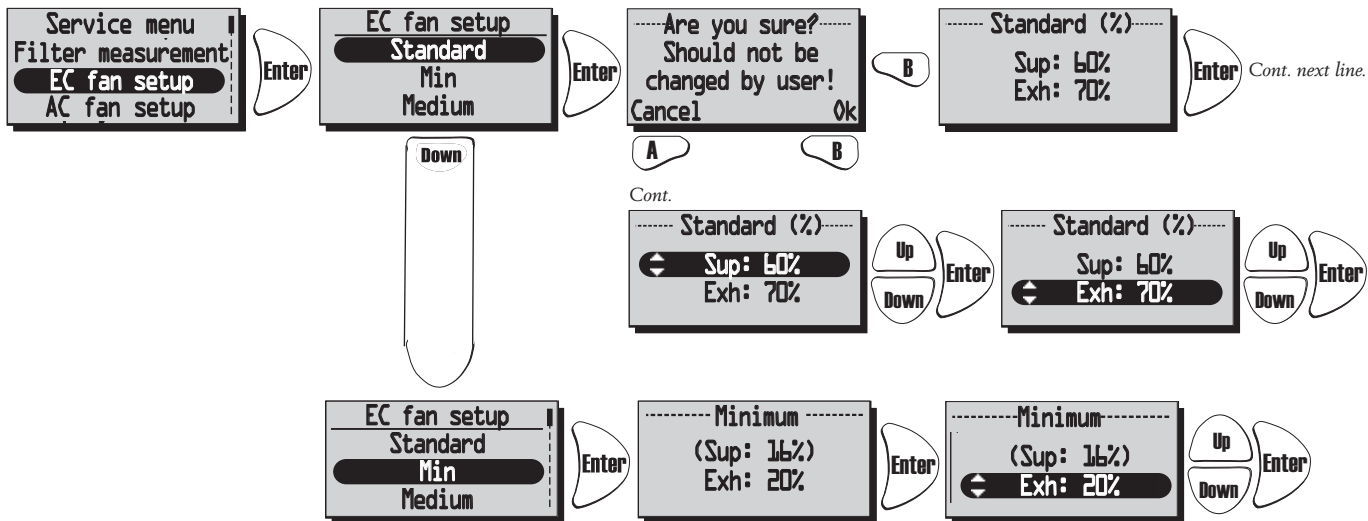 Service menu
Filter measurement
EC fan setup
AC fan setup
Enter
EC fan setup
Standard
Min
Medium
Enter
Are you sure?
Should not be
changed by user!
Cancel Ok
A B
B
Standard (%)
Sup: 60%
Exh: 70%
Enter
Cont. next line.
Down
Cont.
Standard (%)
Sup: 60%
Exh: 70%
Up
Down
Enter
Standard (%)
Sup: 60%
Exh: 70%
Up
Down
Enter
EC fan setup
Standard
Min
Medium
Enter
Minimum
(Sup: 16%)
Exh: 20%
Enter
Minimum
(Sup: 16%)
Exh: 20%
Up
Down
Enter